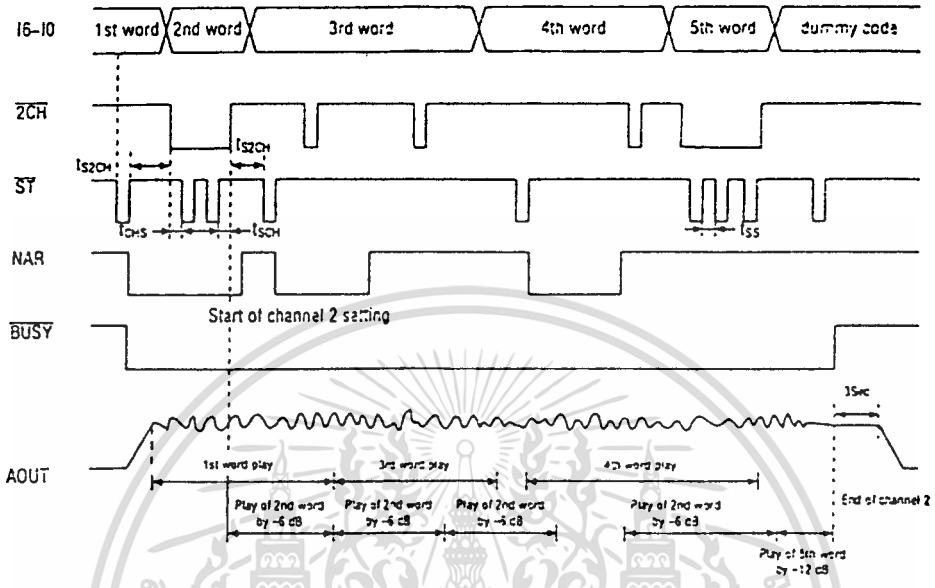 I6–I0 1st word 2nd word 3rd word 4th word 5th word dummy code
2CH
tS2CH tS2CH
ST
tCHS tSCH tSS
NAR
Start of channel 2 setting
BUSY
3Sec
AOUT
1st word play 3rd word play 4th word play
End of channel 2
Play of 2nd word by –6 dB
Play of 2nd word by –6 dB
Play of 2nd word by –6 dB
Play of 2nd word by –6 dB
Play of 5th word by –12 dB